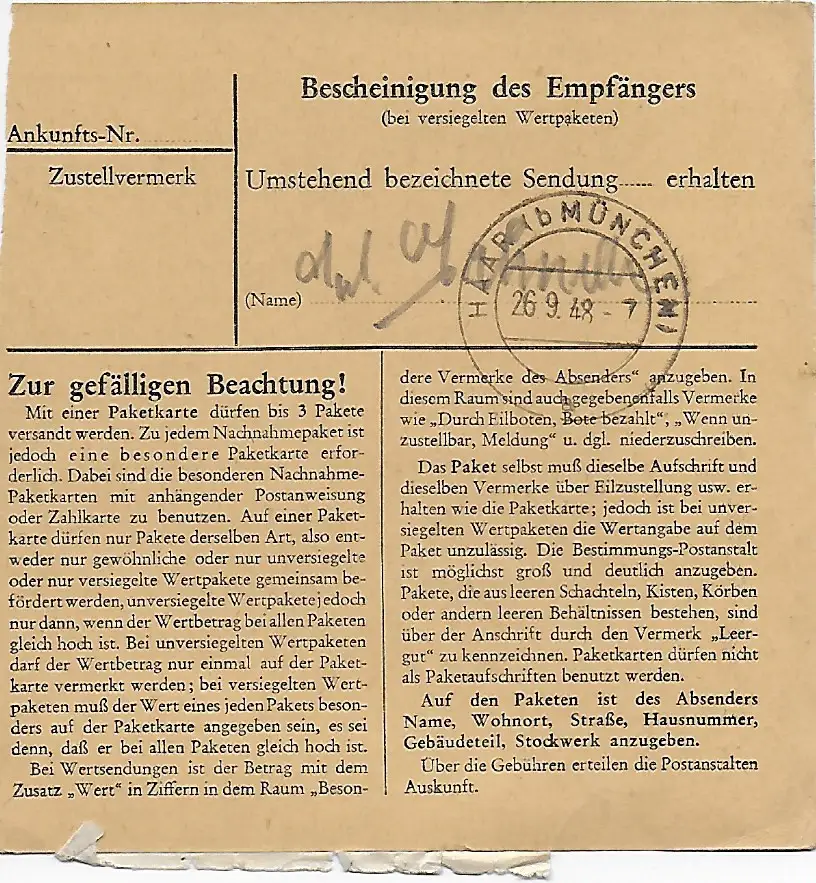 Ankunfts-Nr.
Zustellvermerk
Bescheinigung des Empfängers
(bei versiegelten Wertpaketen)
Umstehend bezeichnete Sendung...... erhalten
(Name)
HAAR (b MÜNCHEN)
26 9. 48 - 7
Zur gefälligen Beachtung!
Mit einer Paketkarte dürfen bis 3 Pakete
versandt werden. Zu jedem Nachnahmepaket ist
jedoch eine besondere Paketkarte erfor-
derlich. Dabei sind die besonderen Nachnahme-
Paketkarten mit anhängender Postanweisung
oder Zahlkarte zu benutzen. Auf einer Paket-
karte dürfen nur Pakete derselben Art, also ent-
weder nur gewöhnliche oder nur unversiegelte
oder nur versiegelte Wertpakete gemeinsam be-
fördert werden, unversiegelte Wertpakete jedoch
nur dann, wenn der Wertbetrag bei allen Paketen
gleich hoch ist. Bei unversiegelten Wertpaketen
darf der Wertbetrag nur einmal auf der Paket-
karte vermerkt werden; bei versiegelten Wert-
paketen muß der Wert eines jeden Pakets beson-
ders auf der Paketkarte angegeben sein, es sei
denn, daß er bei allen Paketen gleich hoch ist.
Bei Wertsendungen ist der Betrag mit dem
Zusatz „Wert“ in Ziffern in dem Raum „Beson-
dere Vermerke des Absenders“ anzugeben. In
diesem Raum sind auch gegebenenfalls Vermerke
wie „Durch Eilboten, Bote bezahlt“, „Wenn un-
zustellbar, Meldung“ u. dgl. niederzuschreiben.
Das Paket selbst muß dieselbe Aufschrift und
dieselben Vermerke über Eilzustellung usw. er-
halten wie die Paketkarte; jedoch ist bei unver-
siegelten Wertpaketen die Wertangabe auf dem
Paket unzulässig. Die Bestimmungs-Postanstalt
ist möglichst groß und deutlich anzugeben.
Pakete, die aus leeren Schachteln, Kisten, Körben
oder andern leeren Behältnissen bestehen, sind
über der Anschrift durch den Vermerk „Leer-
gut“ zu kennzeichnen. Paketkarten dürfen nicht
als Paketaufschriften benutzt werden.
Auf den Paketen ist des Absenders
Name, Wohnort, Straße, Hausnummer,
Gebäudeteil, Stockwerk anzugeben.
Über die Gebühren erteilen die Postanstalten
Auskunft.